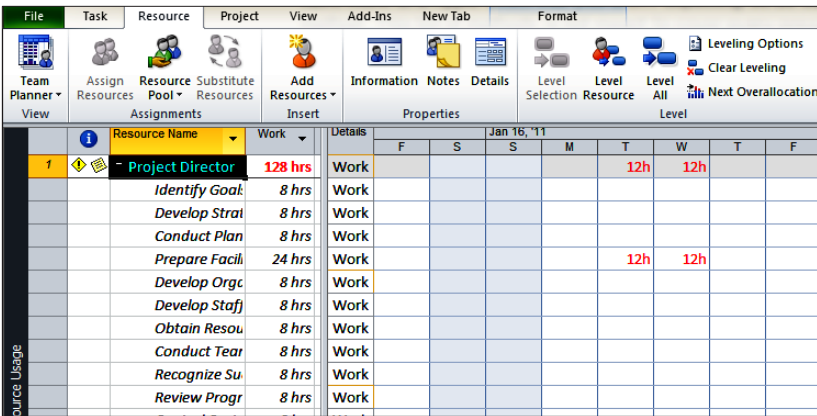 File Task Resource Project View Add-Ins New Tab Format
Team Planner Assign Resources Resource Pool Substitute Resources Add Resources Information Notes Details Level Selection Level Resource Level All Leveling Options
Clear Leveling
Next Overallocation
View Assignments Insert Properties Level
Resource Name Work Details Jan 16, '11
F S S M T W T F
1 Project Director 128 hrs Work 12h 12h
Identify Goal 8 hrs Work
Develop Strat 8 hrs Work
Conduct Plan 8 hrs Work
Prepare Facili 24 hrs Work 12h 12h
Develop Orga 8 hrs Work
Develop Staff 8 hrs Work
Obtain Resou 8 hrs Work
Conduct Tear 8 hrs Work
Recognize Su 8 hrs Work
Review Progr 8 hrs Work
ource Usage